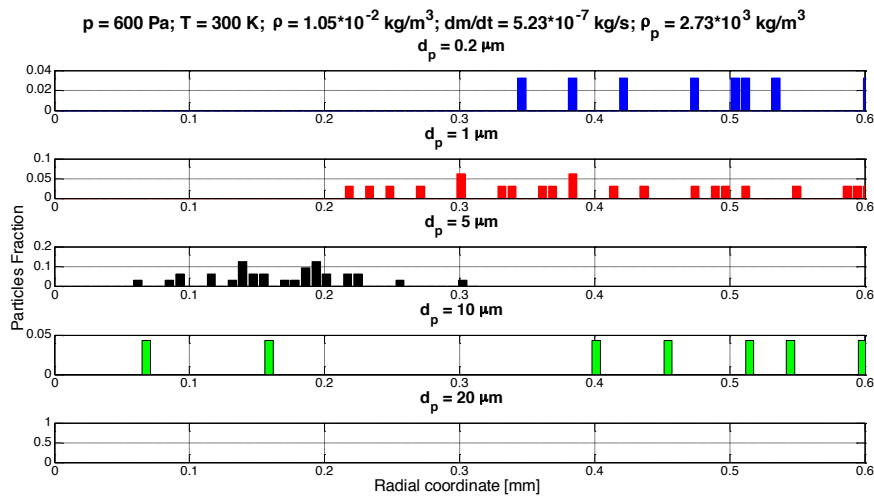 p = 600 Pa; T = 300 K; ρ = 1.05*10^-2 kg/m^3; dm/dt = 5.23*10^-7 kg/s; ρ_p = 2.73*10^3 kg/m^3
d_p = 0.2 μm
0.04
0.02
0
0 0.1 0.2 0.3 0.4 0.5 0.6
d_p = 1 μm
0.1
0.05
0
0 0.1 0.2 0.3 0.4 0.5 0.6
d_p = 5 μm
0.2
0.1
0
0 0.1 0.2 0.3 0.4 0.5 0.6
Particles Fraction
d_p = 10 μm
0.05
0
0 0.1 0.2 0.3 0.4 0.5 0.6
d_p = 20 μm
1
0.5
0
0 0.1 0.2 0.3 0.4 0.5 0.6
Radial coordinate [mm]